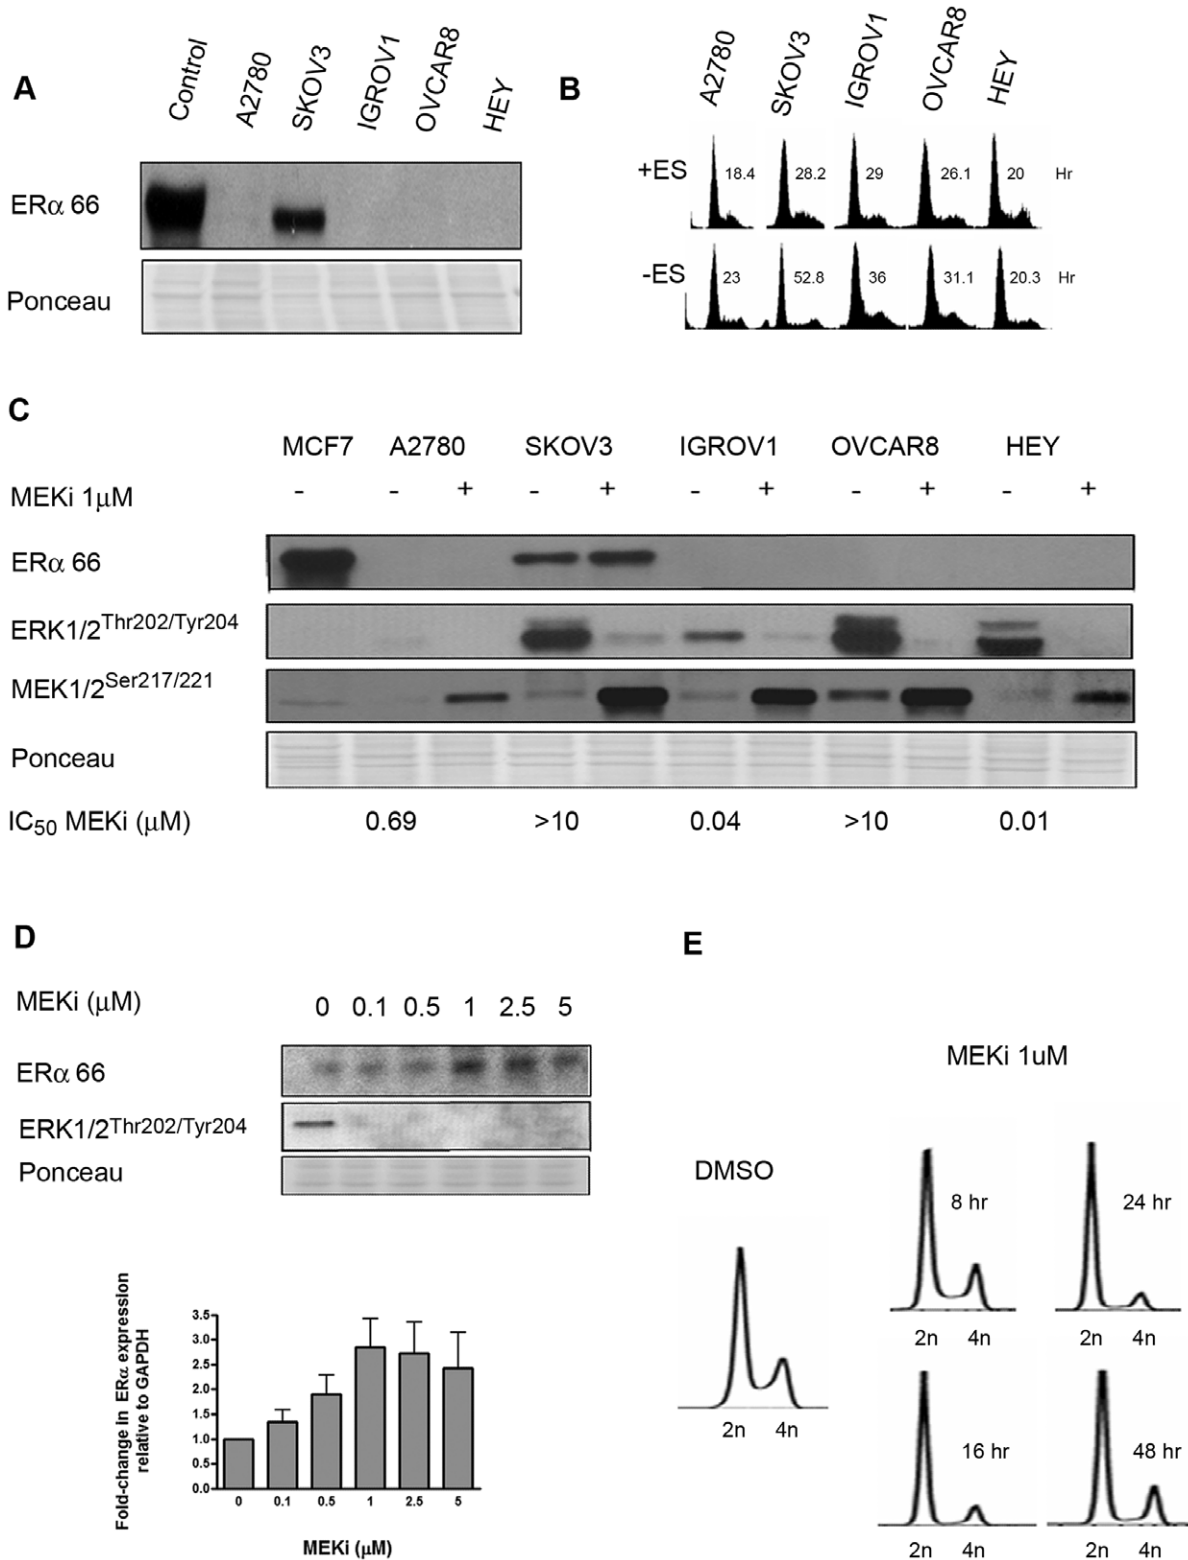 A
Control A2780 SKOV3 IGROV1 OVCAR8 HEY
ERα 66
Ponceau
B
A2780 SKOV3 IGROV1 OVCAR8 HEY
+ES 18.4 28.2 29 26.1 20 Hr
-ES 23 52.8 36 31.1 20.3 Hr
C
MCF7 A2780 SKOV3 IGROV1 OVCAR8 HEY
MEKi 1μM - - + - + - + - + - +
ERα 66
ERK1/2Thr202/Tyr204
MEK1/2Ser217/221
Ponceau
IC50 MEKi (μM) 0.69 >10 0.04 >10 0.01
D
MEKi (μM) 0 0.1 0.5 1 2.5 5
ERα 66
ERK1/2Thr202/Tyr204
Ponceau
Fold-change in ERα expression
relative to GAPDH
3.5
3.0
2.5
2.0
1.5
1.0
0.5
0.0
0 0.1 0.5 1 2.5 5
MEKi (μM)
E
MEKi 1uM
DMSO
2n 4n
8 hr
2n 4n
24 hr
2n 4n
16 hr
2n 4n
48 hr
2n 4n